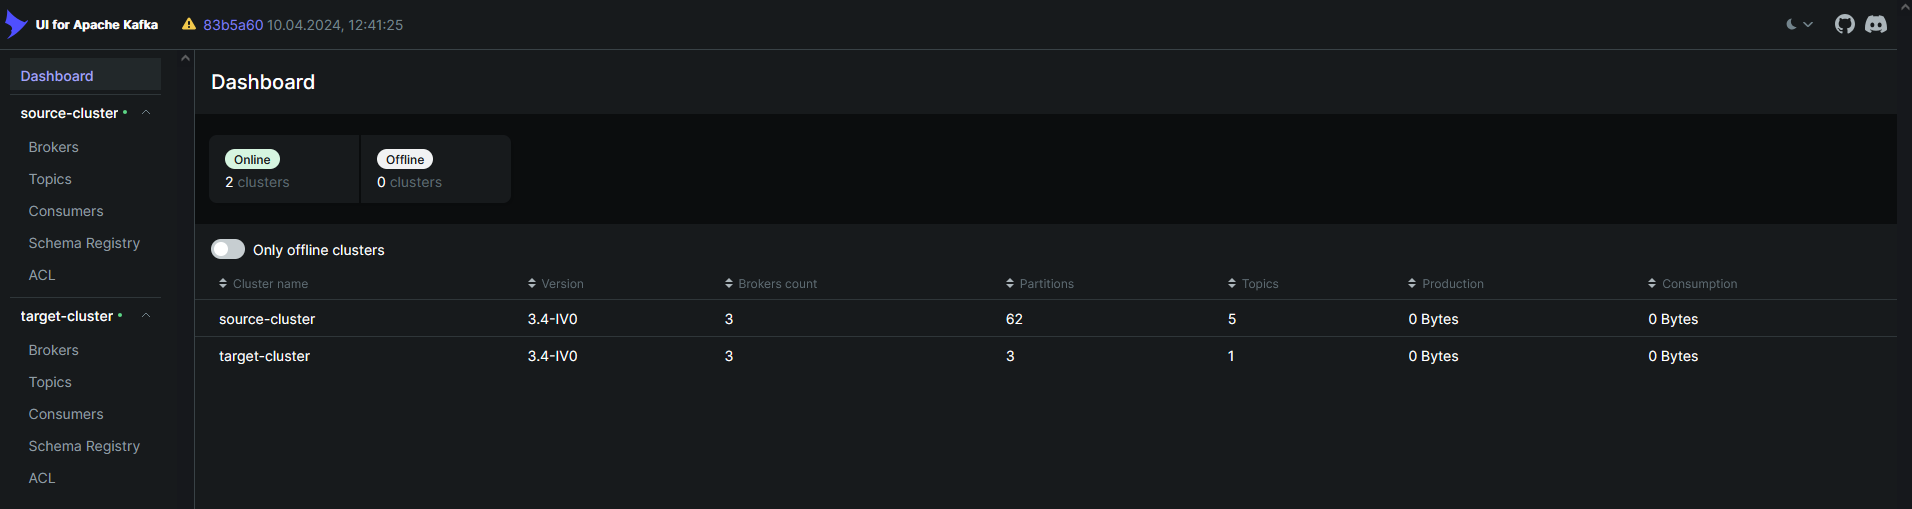 UI for Apache Kafka 83b5a60 10.04.2024, 12:41:25
Dashboard
source-cluster
Brokers
Topics
Consumers
Schema Registry
ACL
target-cluster
Brokers
Topics
Consumers
Schema Registry
ACL
Dashboard
Online
2 clusters
Offline
0 clusters
Only offline clusters
Cluster name Version Brokers count Partitions Topics Production Consumption
source-cluster 3.4-IV0 3 62 5 0 Bytes 0 Bytes
target-cluster 3.4-IV0 3 3 1 0 Bytes 0 Bytes